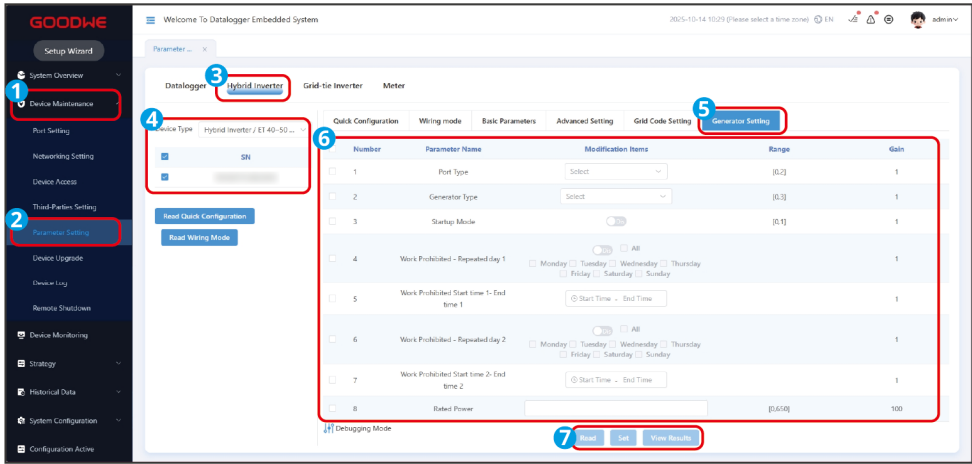 GOODWE
Welcome To Datalogger Embedded System
2025-10-14 10:29 (Please select a time zone)
EN
admin
Setup Wizard
Parameter ... ×
System Overview
1
Device Maintenance
Port Setting
Networking Setting
Device Access
Third-Parties Setting
2
Parameter Setting
Device Upgrade
Device Log
Remote Shutdown
Device Monitoring
Strategy
Historical Data
System Configuration
Configuration Active
3
Datalogger Hybrid Inverter Grid-tie Inverter Meter
4
Device Type Hybrid Inverter / ET 40~50 ...
SN
Read Quick Configuration
Read Wiring Mode
5
Quick Configuration Wiring mode Basic Parameters Advanced Setting Grid Code Setting Generator Setting
6
Number Parameter Name Modification Items Range Gain
1 Port Type Select [0,2] 1
2 Generator Type Select [0,3] 1
3 Startup Mode [0,1] 1
All
4 Work Prohibited - Repeated day 1 Monday Tuesday Wednesday Thursday 1
Friday Saturday Sunday
5 Work Prohibited Start time 1- End Start Time - End Time 1
time 1
All
6 Work Prohibited - Repeated day 2 Monday Tuesday Wednesday Thursday 1
Friday Saturday Sunday
7 Work Prohibited Start time 2- End Start Time - End Time 1
time 2
8 Rated Power [0,650] 100
Debugging Mode
7
Read Set View Results